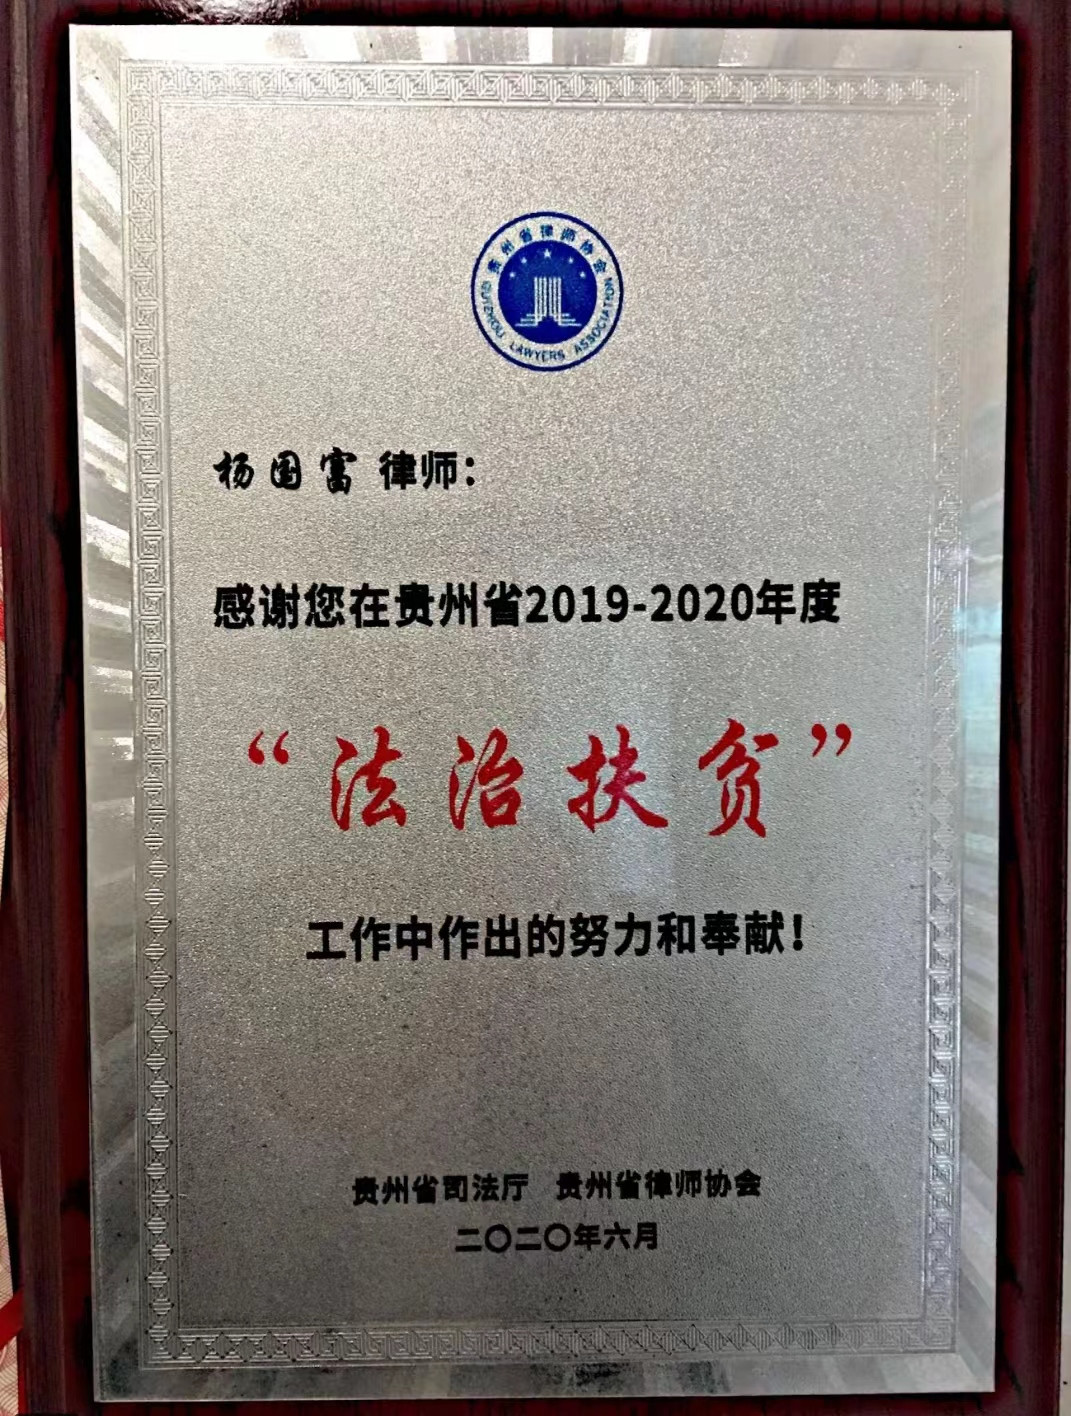 贵州省律师协会
GUIZHOU LAWYERS ASSOCIATION
杨国富 律师：
感谢您在贵州省2019-2020年度
“法治扶贫”
工作中作出的努力和奉献！
贵州省司法厅 贵州省律师协会
二〇二〇年六月